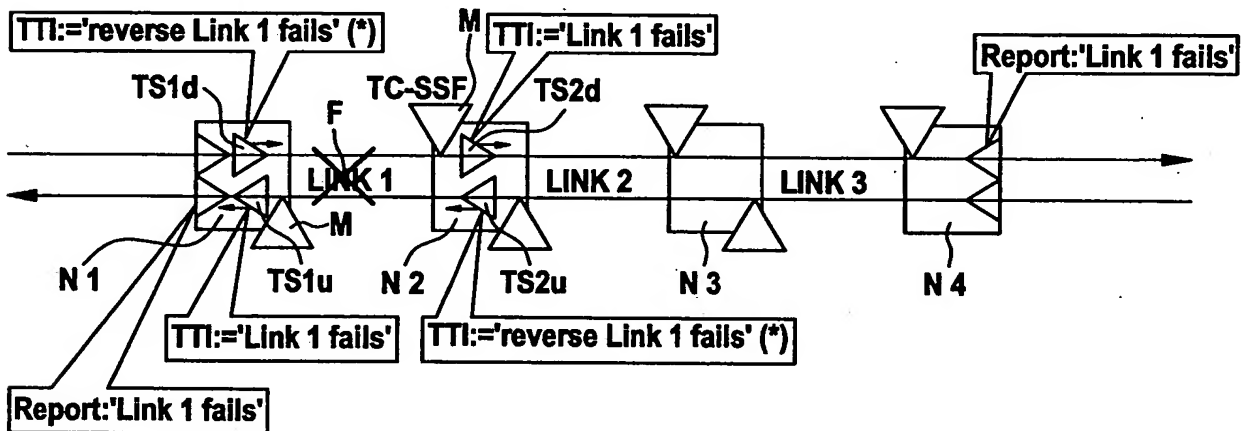 TTI:='reverse Link 1 fails' (*)
M
TTI:='Link 1 fails'
Report:'Link 1 fails'
TS1d
F
TC-SSF
TS2d
LINK 1
LINK 2
LINK 3
M
N 1
TS1u
N 2
TS2u
N 3
N 4
TTI:='Link 1 fails'
TTI:='reverse Link 1 fails' (*)
Report:'Link 1 fails'